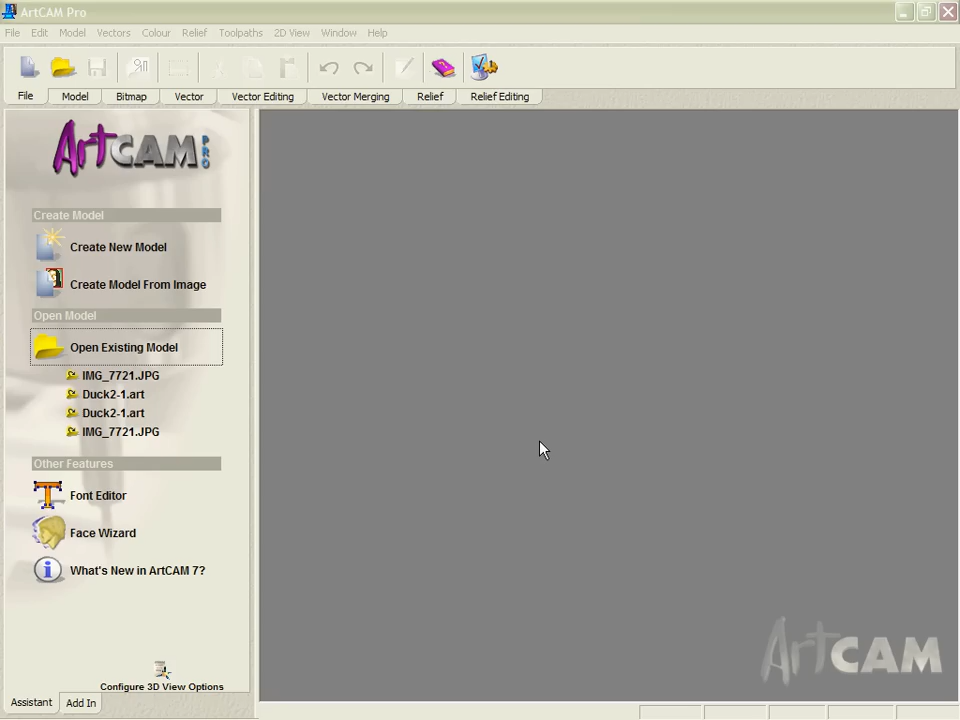 ArtCAM Pro
File Edit Model Vectors Colour Relief Toolpaths 2D View Window Help
File Model Bitmap Vector Vector Editing Vector Merging Relief Relief Editing
ArtCAM PRO
Create Model
Create New Model
Create Model From Image
Open Model
Open Existing Model
IMG_7721.JPG
Duck2-1.art
Duck2-1.art
IMG_7721.JPG
Other Features
Font Editor
Face Wizard
What's New in ArtCAM 7?
ArtCAM
Configure 3D View Options
Assistant Add In